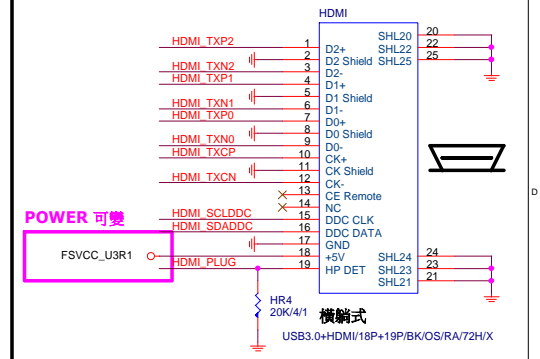 HDMI
HDMI_TXP2 1 D2+ SHL20 20
2 D2 Shield SHL22 22
HDMI_TXN2 3 D2- SHL25 25
HDMI_TXP1 4 D1+
5 D1 Shield
HDMI_TXN1 6 D1-
HDMI_TXP0 7 D0+
8 D0 Shield
HDMI_TXN0 9 D0-
HDMI_TXCP 10 CK+
11 CK Shield
HDMI_TXCN 12 CK-
13 CE Remote
14 NC
HDMI_SCLDDC 15 DDC CLK
HDMI_SDADDC 16 DDC DATA
17 GND
POWER 可變
FSVCC_U3R1 18 +5V SHL24 24
HDMI_PLUG 19 HP DET SHL23 23
SHL21 21
HR4
20K/4/1
橫躺式
USB3.0+HDMI/18P+19P/BK/OS/RA/72H/X
D